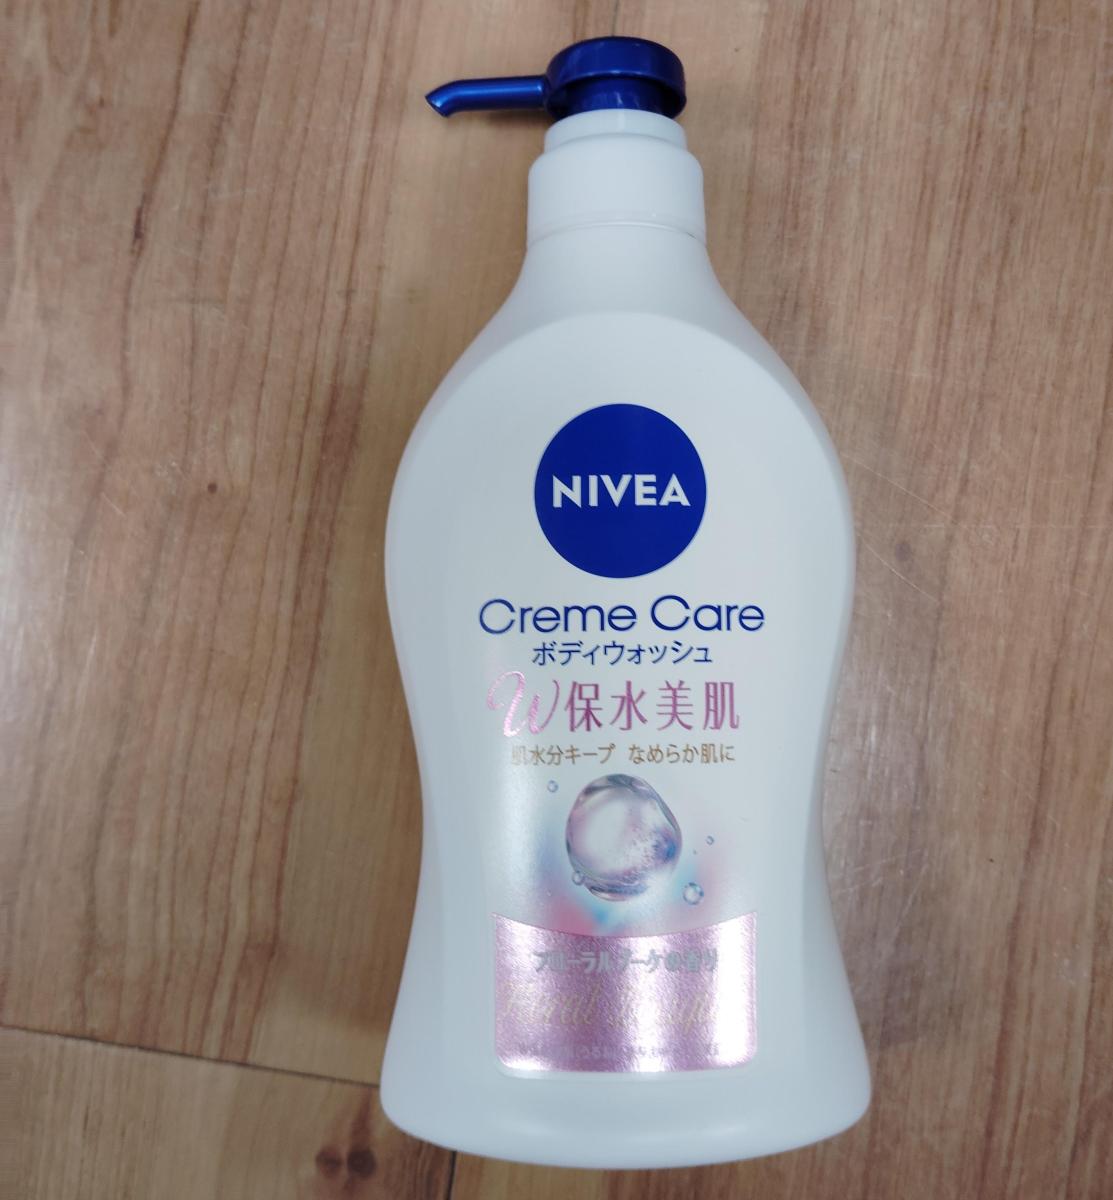 NIVEA
Creme Care
ボディウォッシュ
W保水美肌
肌水分キープ なめらか肌に
フローラルブーケの香り
Floral Bouquet